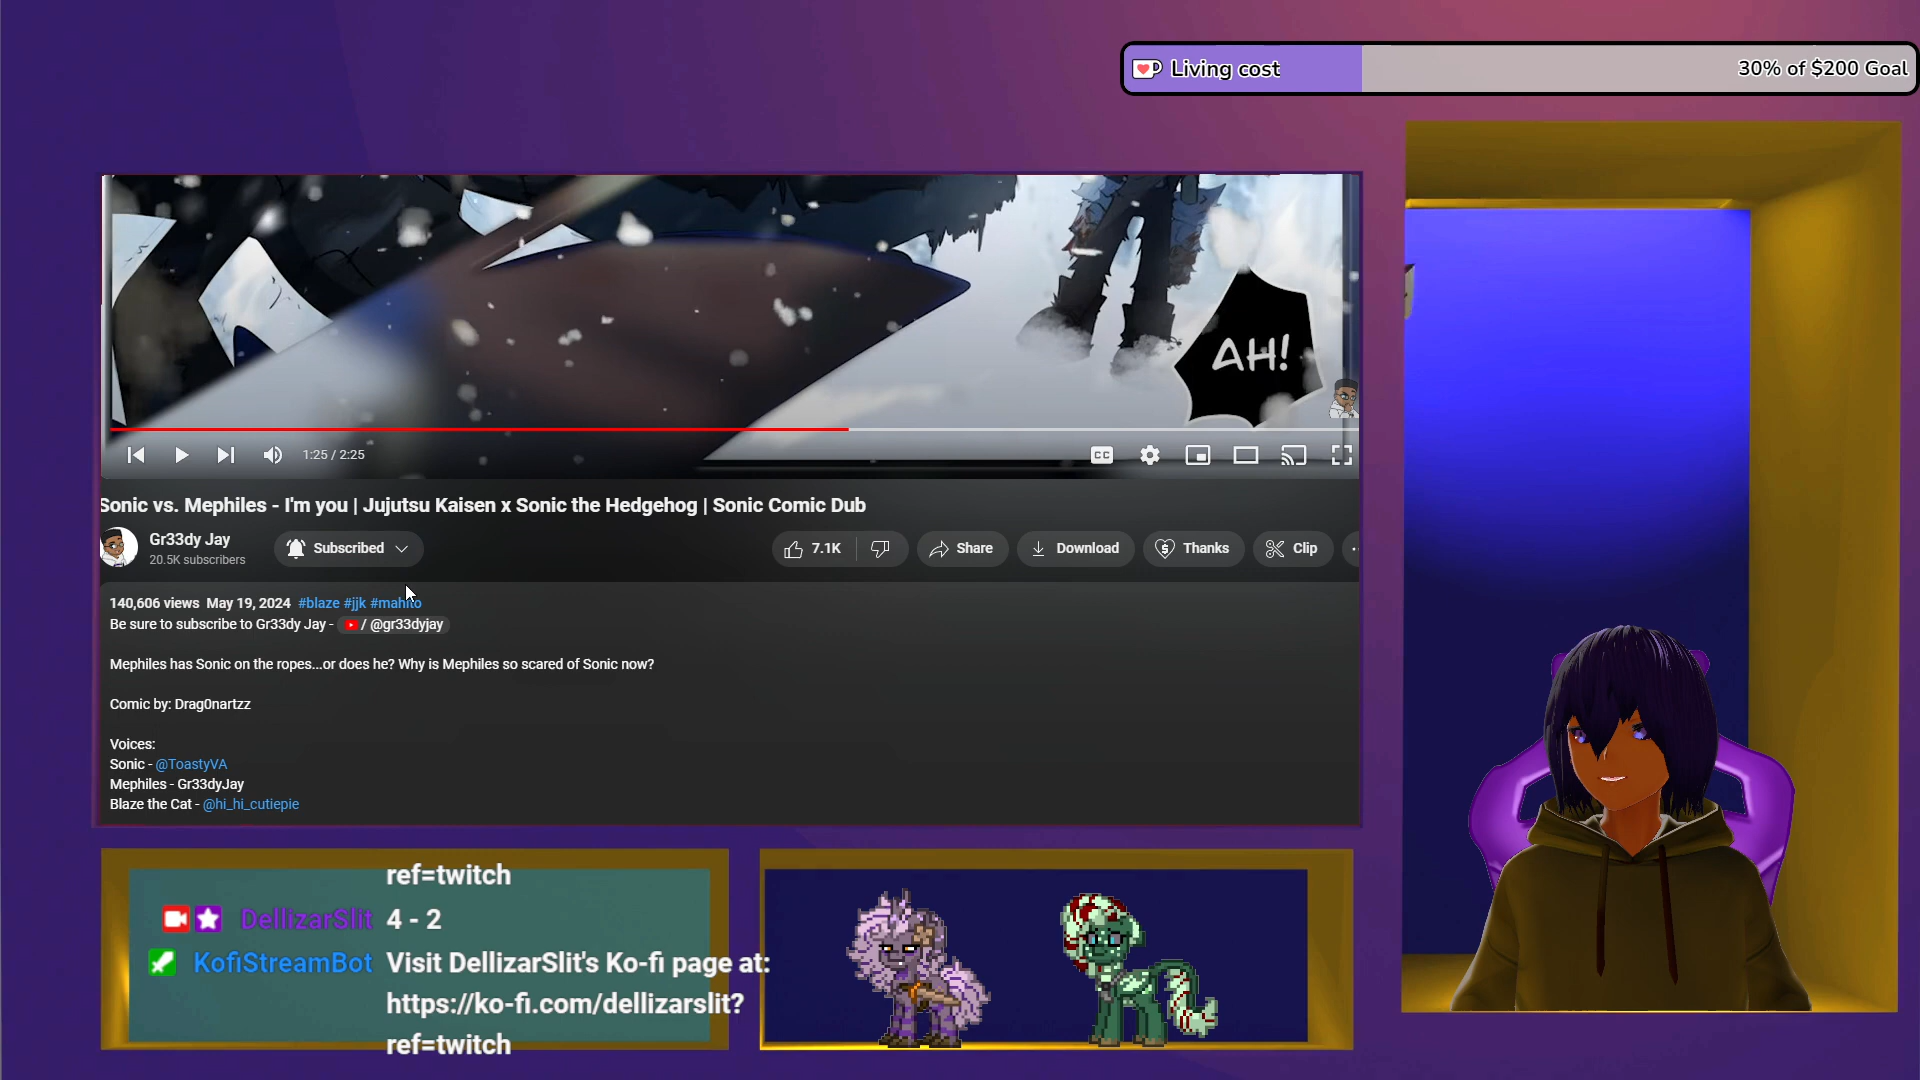 Living cost
30% of $200 Goal
AH!
1:25 / 2:25
CC
Sonic vs. Mephiles - I'm you | Jujutsu Kaisen x Sonic the Hedgehog | Sonic Comic Dub
Gr33dy Jay
20.5K subscribers
Subscribed
7.1K
Share
Download
Thanks
Clip
140,606 views May 19, 2024 #blaze #jjk #mahito
Be sure to subscribe to Gr33dy Jay - / @gr33dyjay
Mephiles has Sonic on the ropes...or does he? Why is Mephiles so scared of Sonic now?
Comic by: Drag0nartzz
Voices:
Sonic - @ToastyVA
Mephiles - Gr33dyJay
Blaze the Cat - @hi_hi_cutiepie
ref=twitch
DellizarSlit 4 - 2
KofiStreamBot Visit DellizarSlit's Ko-fi page at:
https://ko-fi.com/dellizarslit?
ref=twitch